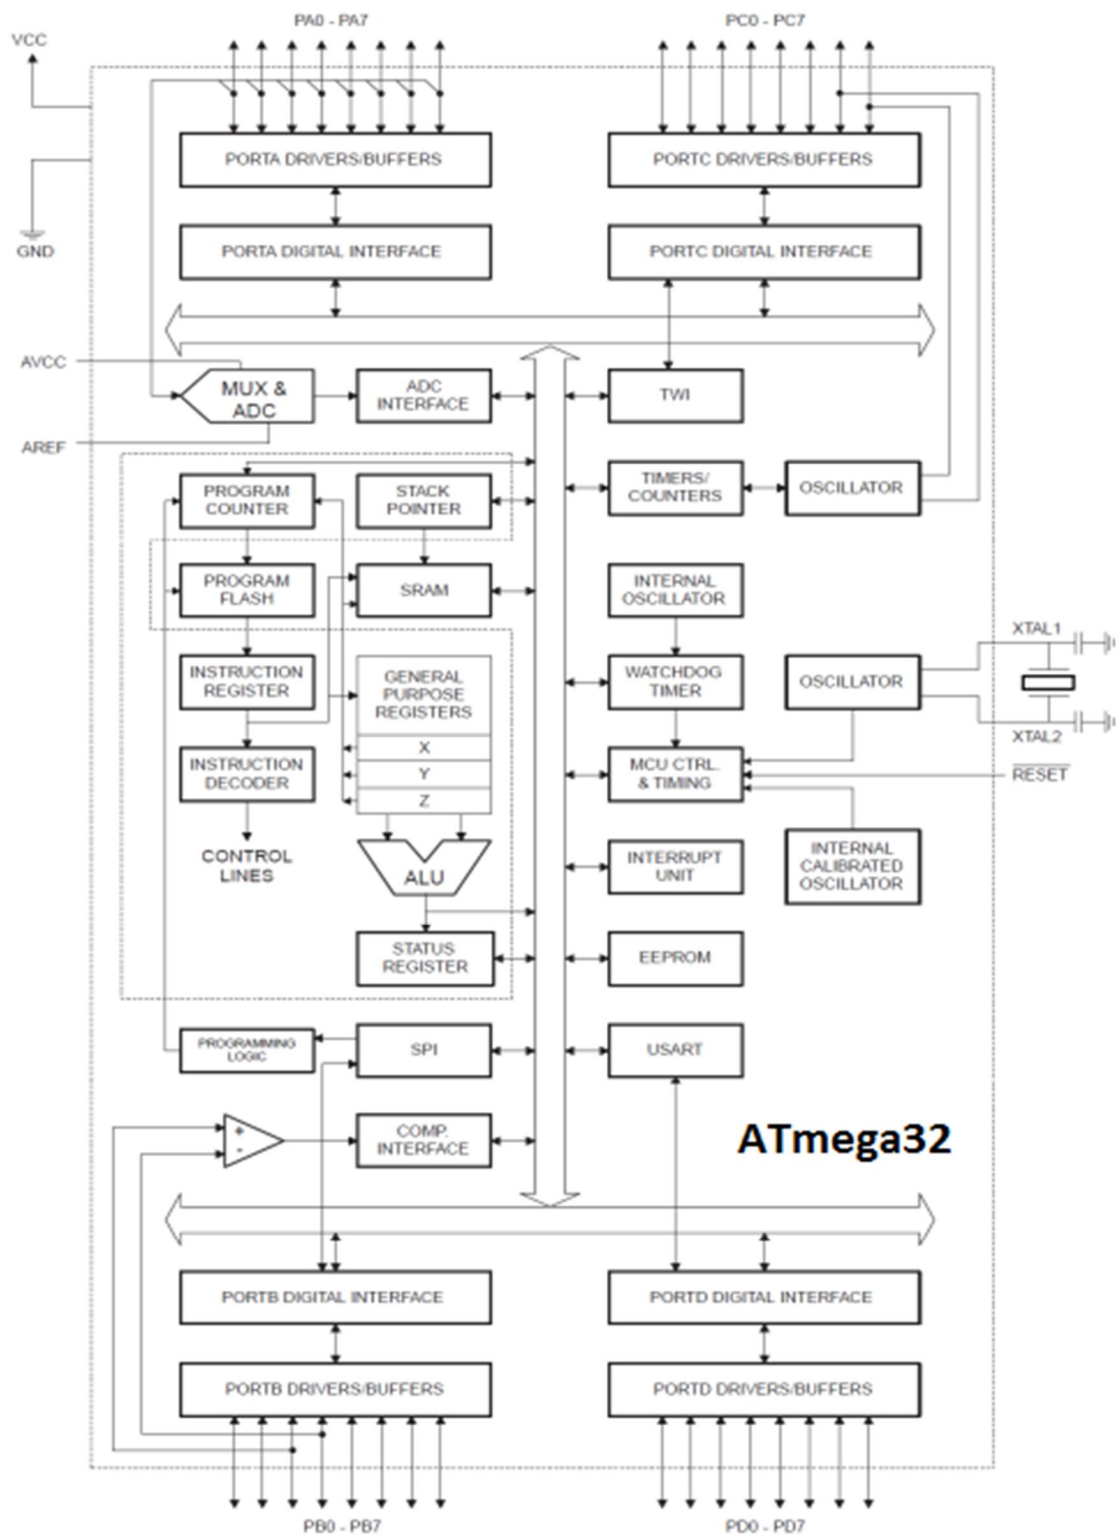 PA0 - PA7
PC0 - PC7
VCC
PORTA DRIVERS/BUFFERS
PORTC DRIVERS/BUFFERS
GND
PORTA DIGITAL INTERFACE
PORTC DIGITAL INTERFACE
AVCC
MUX &
ADC
ADC
INTERFACE
TWI
AREF
PROGRAM
COUNTER
STACK
POINTER
TIMERS/
COUNTERS
OSCILLATOR
PROGRAM
FLASH
SRAM
INTERNAL
OSCILLATOR
XTAL1
INSTRUCTION
REGISTER
GENERAL
PURPOSE
REGISTERS
WATCHDOG
TIMER
OSCILLATOR
XTAL2
X
INSTRUCTION
DECODER
Y
MCU CTRL.
& TIMING
RESET
Z
CONTROL
LINES
ALU
INTERRUPT
UNIT
INTERNAL
CALIBRATED
OSCILLATOR
STATUS
REGISTER
EEPROM
PROGRAMMING
LOGIC
SPI
USART
+
-
COMP.
INTERFACE
ATmega32
PORTB DIGITAL INTERFACE
PORTD DIGITAL INTERFACE
PORTB DRIVERS/BUFFERS
PORTD DRIVERS/BUFFERS
PB0 - PB7
PD0 - PD7